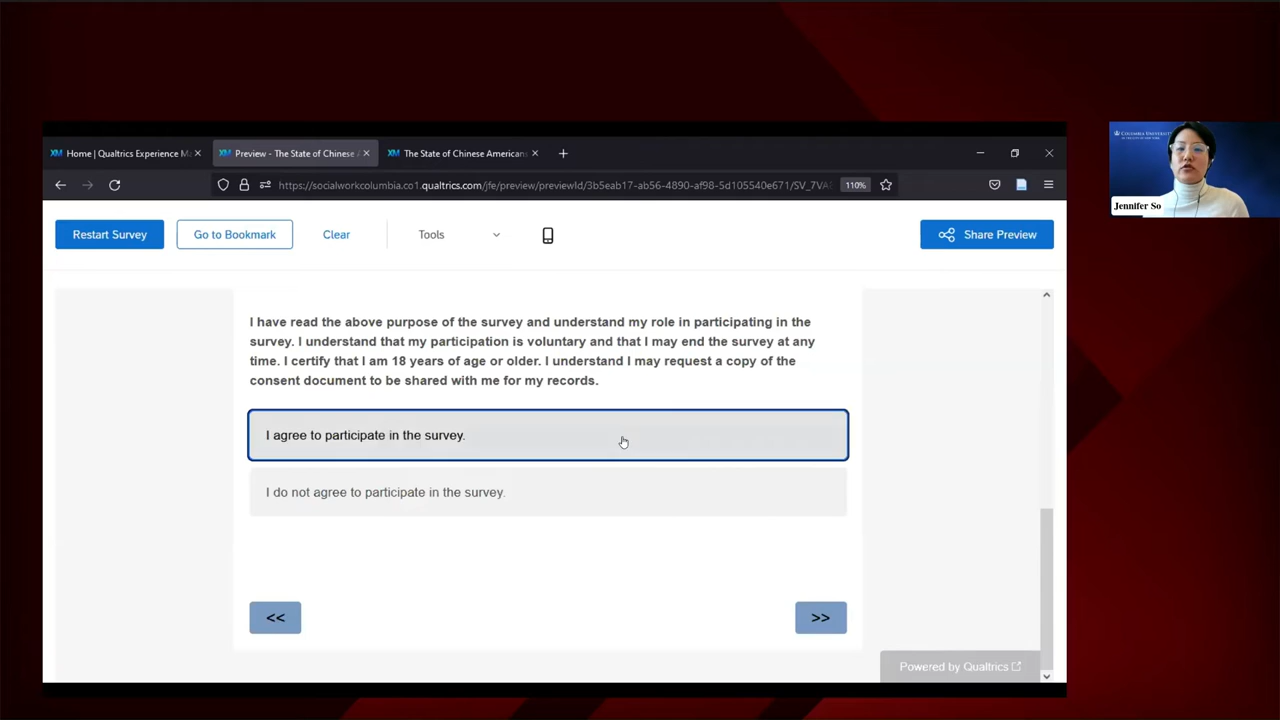 Home | Qualtrics Experience Ma
Preview - The State of Chinese A
The State of Chinese Americans
https://socialworkcolumbia.co1.qualtrics.com/jfe/preview/previewId/3b5eab17-ab56-4890-af98-5d105540e671/SV_7VA
110%
COLUMBIA UNIVERSITY
Jennifer So
Restart Survey
Go to Bookmark
Clear
Tools
Share Preview
I have read the above purpose of the survey and understand my role in participating in the
survey. I understand that my participation is voluntary and that I may end the survey at any
time. I certify that I am 18 years of age or older. I understand I may request a copy of the
consent document to be shared with me for my records.
I agree to participate in the survey.
I do not agree to participate in the survey.
<<
>>
Powered by Qualtrics